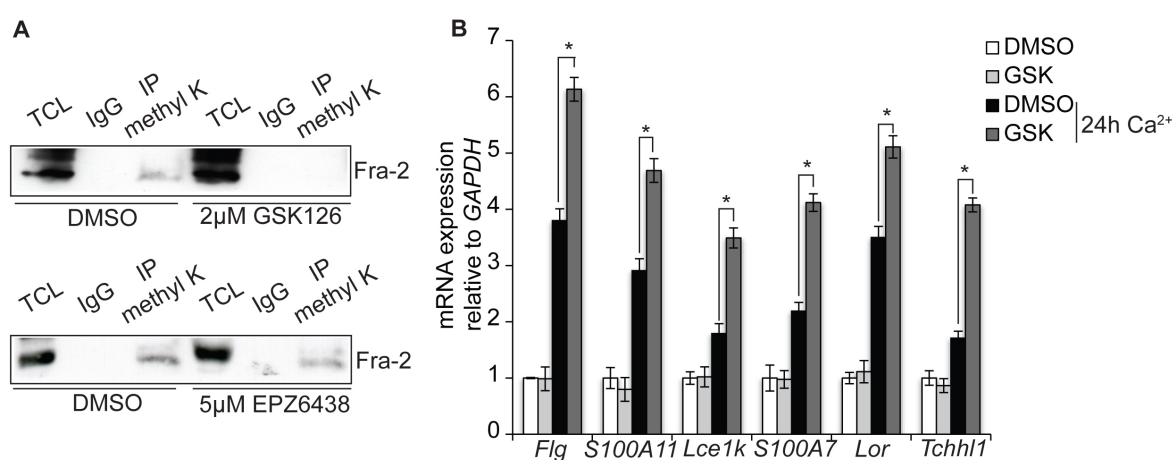 A
TCL IgG IP methyl K TCL IgG IP methyl K
Fra-2
DMSO 2µM GSK126
TCL IgG IP methyl K TCL IgG IP methyl K
Fra-2
DMSO 5µM EPZ6438
B
mRNA expression
relative to GAPDH
7
6
5
4
3
2
1
0
* * * * * *
Flg S100A11 Lce1k S100A7 Lor Tchhl1
DMSO
GSK
DMSO
GSK
24h Ca²⁺